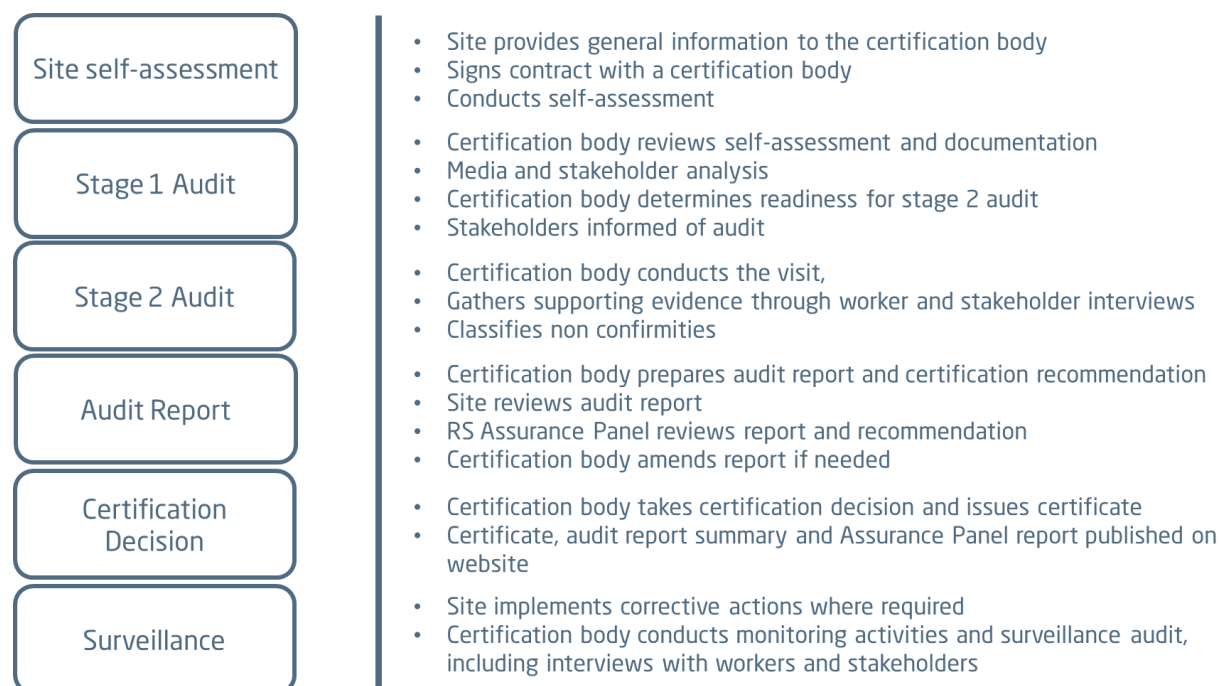 Site self-assessment
• Site provides general information to the certification body
• Signs contract with a certification body
• Conducts self-assessment
Stage 1 Audit
• Certification body reviews self-assessment and documentation
• Media and stakeholder analysis
• Certification body determines readiness for stage 2 audit
• Stakeholders informed of audit
Stage 2 Audit
• Certification body conducts the visit,
• Gathers supporting evidence through worker and stakeholder interviews
• Classifies non confirmities
Audit Report
• Certification body prepares audit report and certification recommendation
• Site reviews audit report
• RS Assurance Panel reviews report and recommendation
• Certification body amends report if needed
Certification
Decision
• Certification body takes certification decision and issues certificate
• Certificate, audit report summary and Assurance Panel report published on
website
Surveillance
• Site implements corrective actions where required
• Certification body conducts monitoring activities and surveillance audit,
including interviews with workers and stakeholders